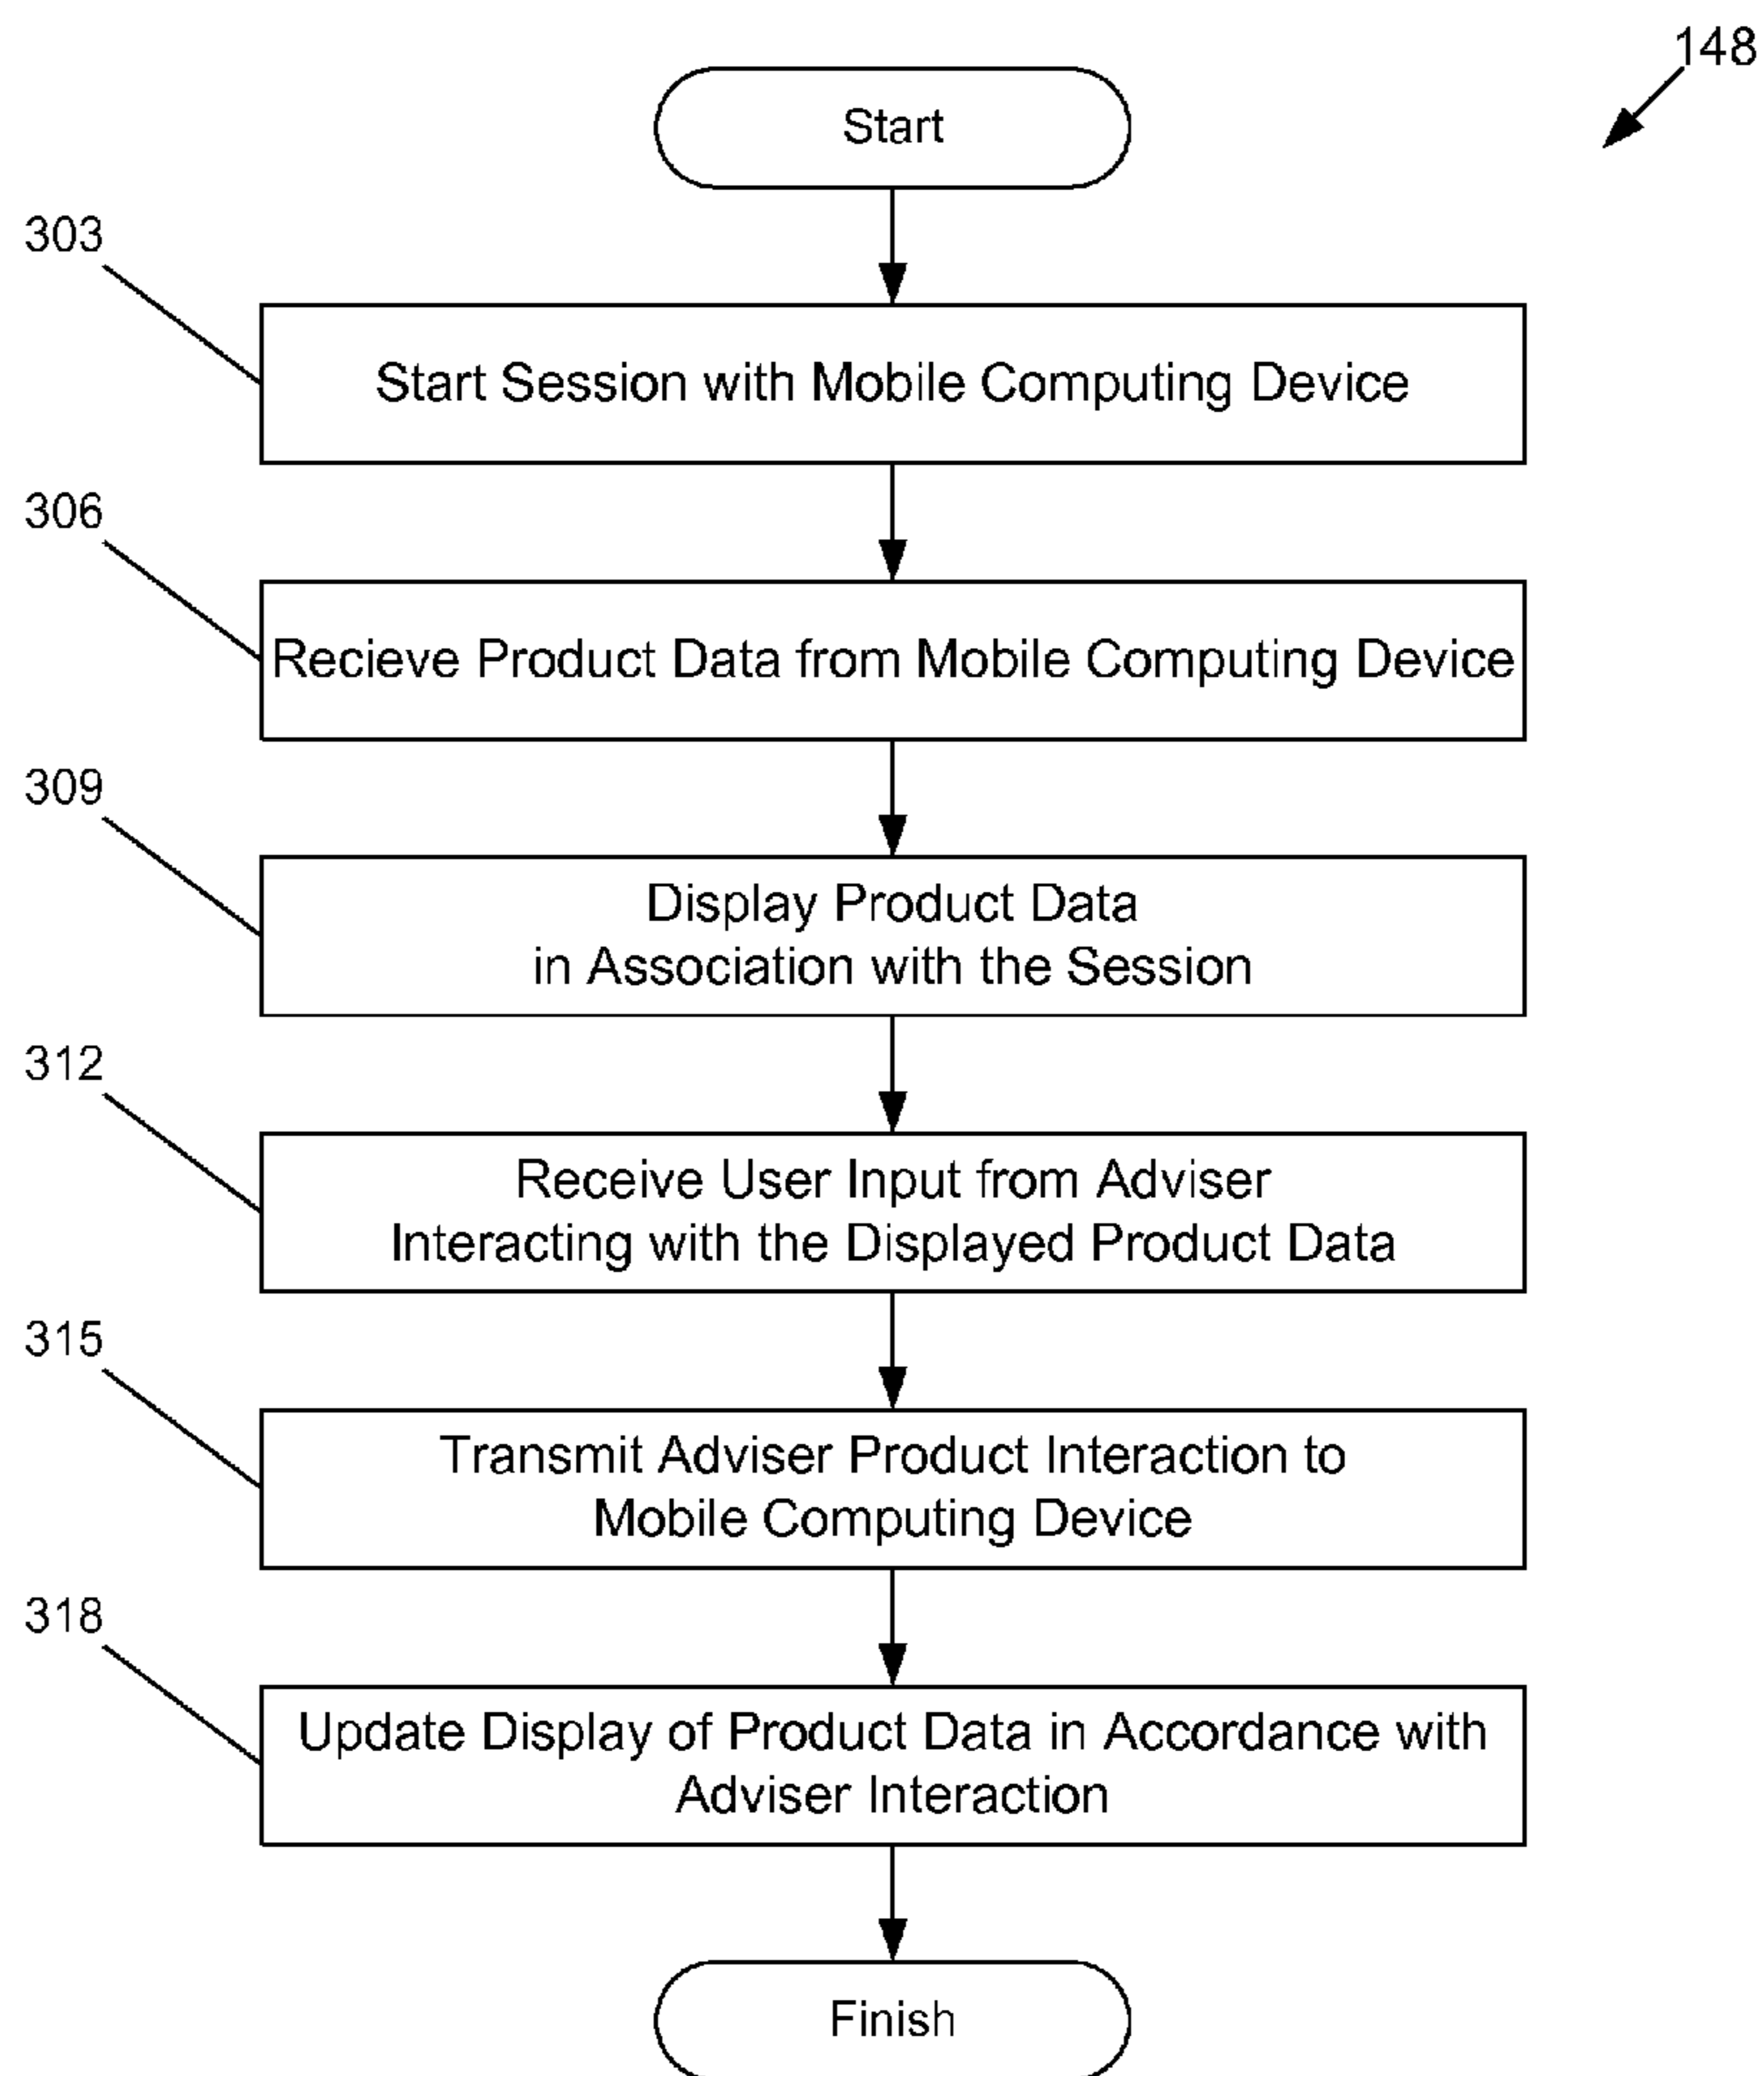 148
Start
303
Start Session with Mobile Computing Device
306
Recieve Product Data from Mobile Computing Device
309
Display Product Data
in Association with the Session
312
Receive User Input from Adviser
Interacting with the Displayed Product Data
315
Transmit Adviser Product Interaction to
Mobile Computing Device
318
Update Display of Product Data in Accordance with
Adviser Interaction
Finish